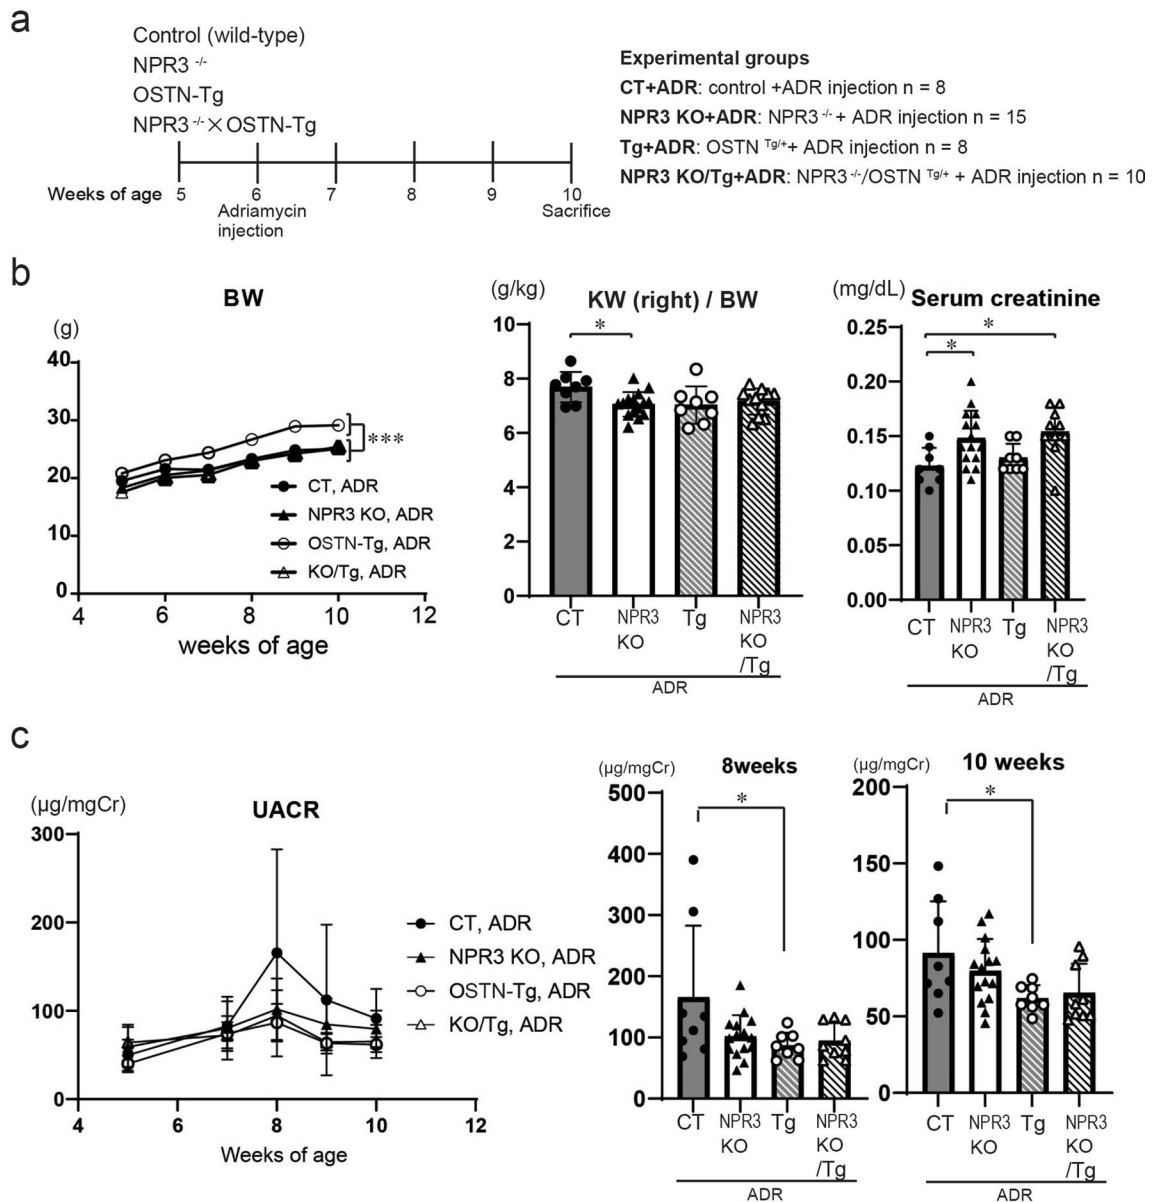 a
Control (wild-type)
NPR3 -/-
OSTN-Tg
NPR3 -/- × OSTN-Tg
Weeks of age
5 6 7 8 9 10
Adriamycin
injection
Sacrifice
Experimental groups
CT+ADR: control +ADR injection n = 8
NPR3 KO+ADR: NPR3 -/- + ADR injection n = 15
Tg+ADR: OSTN Tg/+ + ADR injection n = 8
NPR3 KO/Tg+ADR: NPR3 -/-/OSTN Tg/+ + ADR injection n = 10
b
BW
(g)
40
30
20
10
0
4 6 8 10 12
weeks of age
***
CT, ADR
NPR3 KO, ADR
OSTN-Tg, ADR
KO/Tg, ADR
(g/kg)
KW (right) / BW
10
8
6
4
2
0
*
CT NPR3 Tg NPR3
KO KO
/Tg
ADR
(mg/dL)
Serum creatinine
0.25
0.20
0.15
0.10
0.05
0.00
*
*
CT NPR3 Tg NPR3
KO KO
/Tg
ADR
c
(µg/mgCr)
UACR
300
200
100
0
4 6 8 10 12
Weeks of age
CT, ADR
NPR3 KO, ADR
OSTN-Tg, ADR
KO/Tg, ADR
(µg/mgCr)
8weeks
500
400
300
200
100
0
*
CT NPR3 Tg NPR3
KO KO
/Tg
ADR
(µg/mgCr)
10 weeks
200
150
100
50
0
*
CT NPR3 Tg NPR3
KO KO
/Tg
ADR